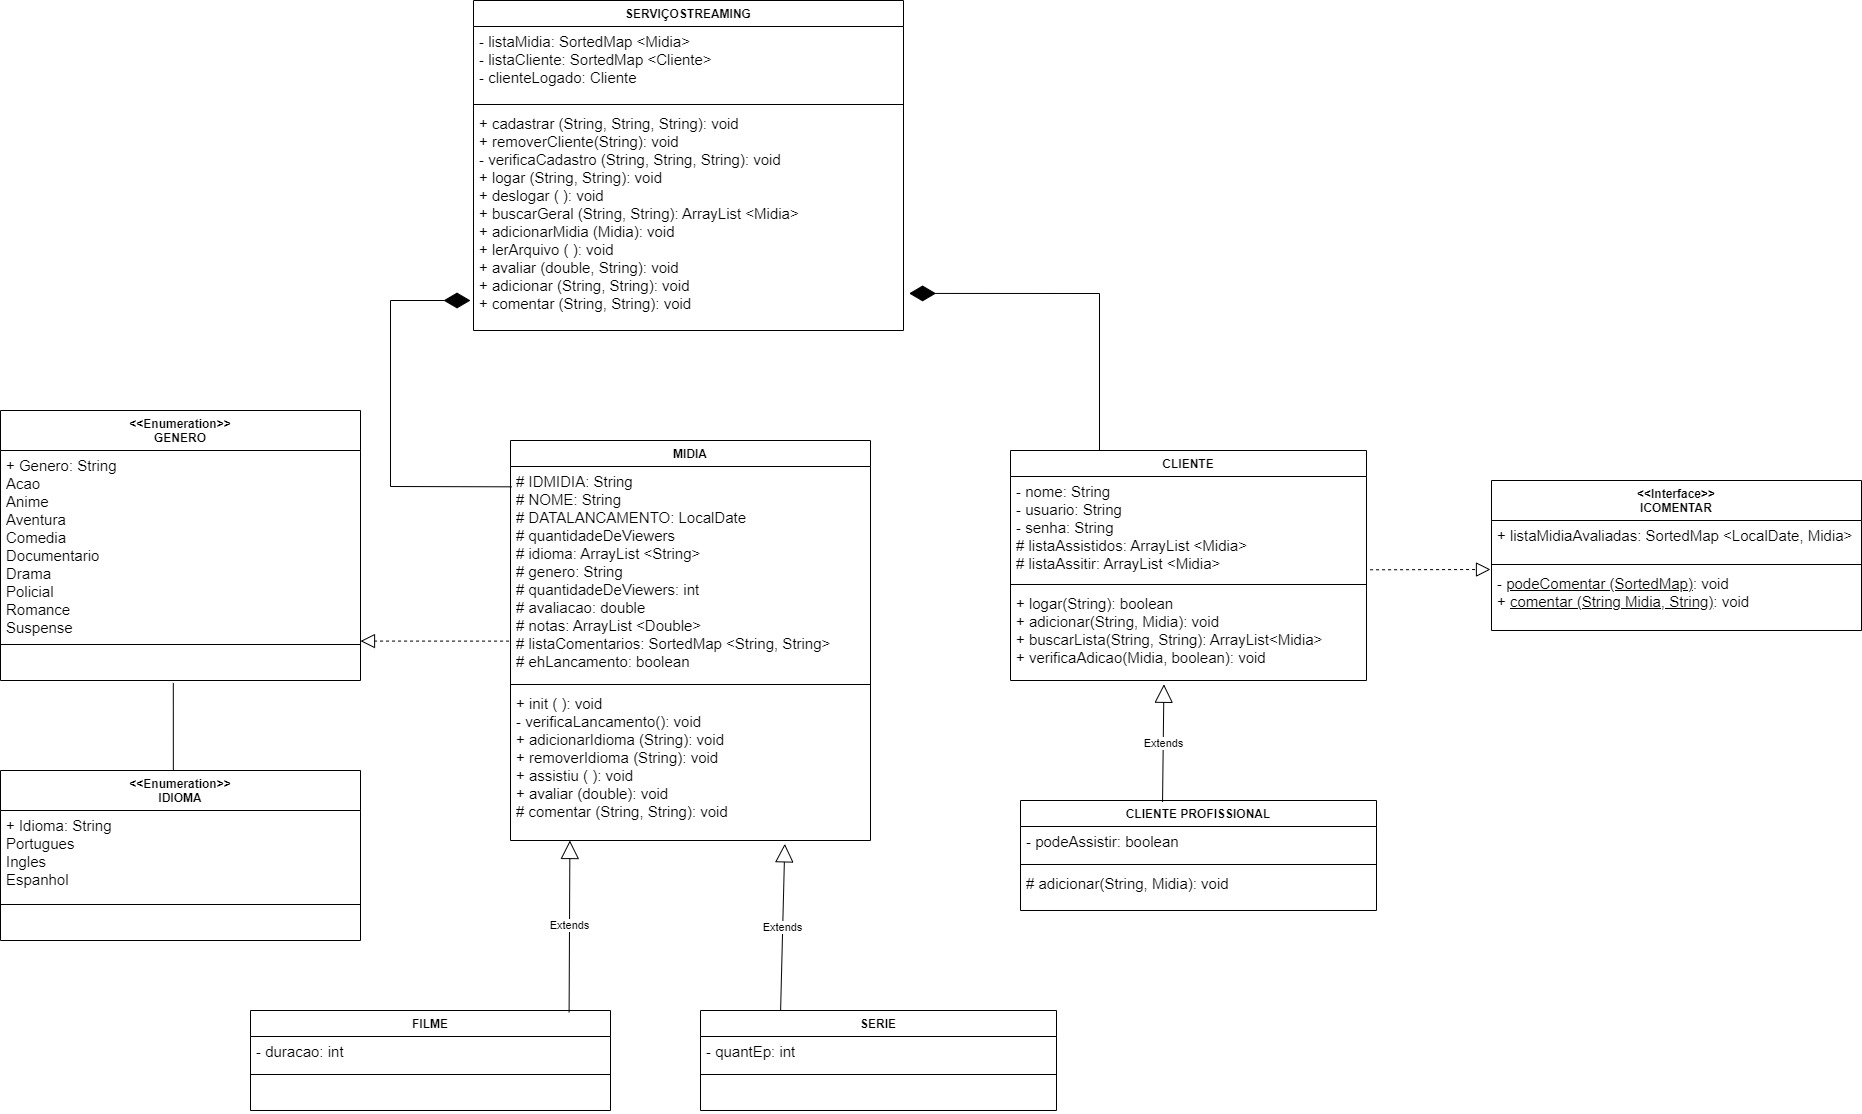 SERVIÇOSTREAMING
- listaMidia: SortedMap <Midia>
- listaCliente: SortedMap <Cliente>
- clienteLogado: Cliente
+ cadastrar (String, String, String): void
+ removerCliente(String): void
- verificaCadastro (String, String, String): void
+ logar (String, String): void
+ deslogar ( ): void
+ buscarGeral (String, String): ArrayList <Midia>
+ adicionarMidia (Midia): void
+ lerArquivo ( ): void
+ avaliar (double, String): void
+ adicionar (String, String): void
+ comentar (String, String): void
<<Enumeration>>
GENERO
+ Genero: String
Acao
Anime
Aventura
Comedia
Documentario
Drama
Policial
Romance
Suspense
MIDIA
# IDMIDIA: String
# NOME: String
# DATALANCAMENTO: LocalDate
# quantidadeDeViewers
# idioma: ArrayList <String>
# genero: String
# quantidadeDeViewers: int
# avaliacao: double
# notas: ArrayList <Double>
# listaComentarios: SortedMap <String, String>
# ehLancamento: boolean
+ init ( ): void
- verificaLancamento(): void
+ adicionarIdioma (String): void
+ removerIdioma (String): void
+ assistiu ( ): void
+ avaliar (double): void
# comentar (String, String): void
CLIENTE
- nome: String
- usuario: String
- senha: String
# listaAssistidos: ArrayList <Midia>
# listaAssitir: ArrayList <Midia>
+ logar(String): boolean
+ adicionar(String, Midia): void
+ buscarLista(String, String): ArrayList<Midia>
+ verificaAdicao(Midia, boolean): void
<<Interface>>
ICOMENTAR
+ listaMidiaAvaliadas: SortedMap <LocalDate, Midia>
- podeComentar (SortedMap): void
+ comentar (String Midia, String): void
Extends
<<Enumeration>>
IDIOMA
+ Idioma: String
Portugues
Ingles
Espanhol
CLIENTE PROFISSIONAL
- podeAssistir: boolean
# adicionar(String, Midia): void
Extends
Extends
FILME
- duracao: int
SERIE
- quantEp: int